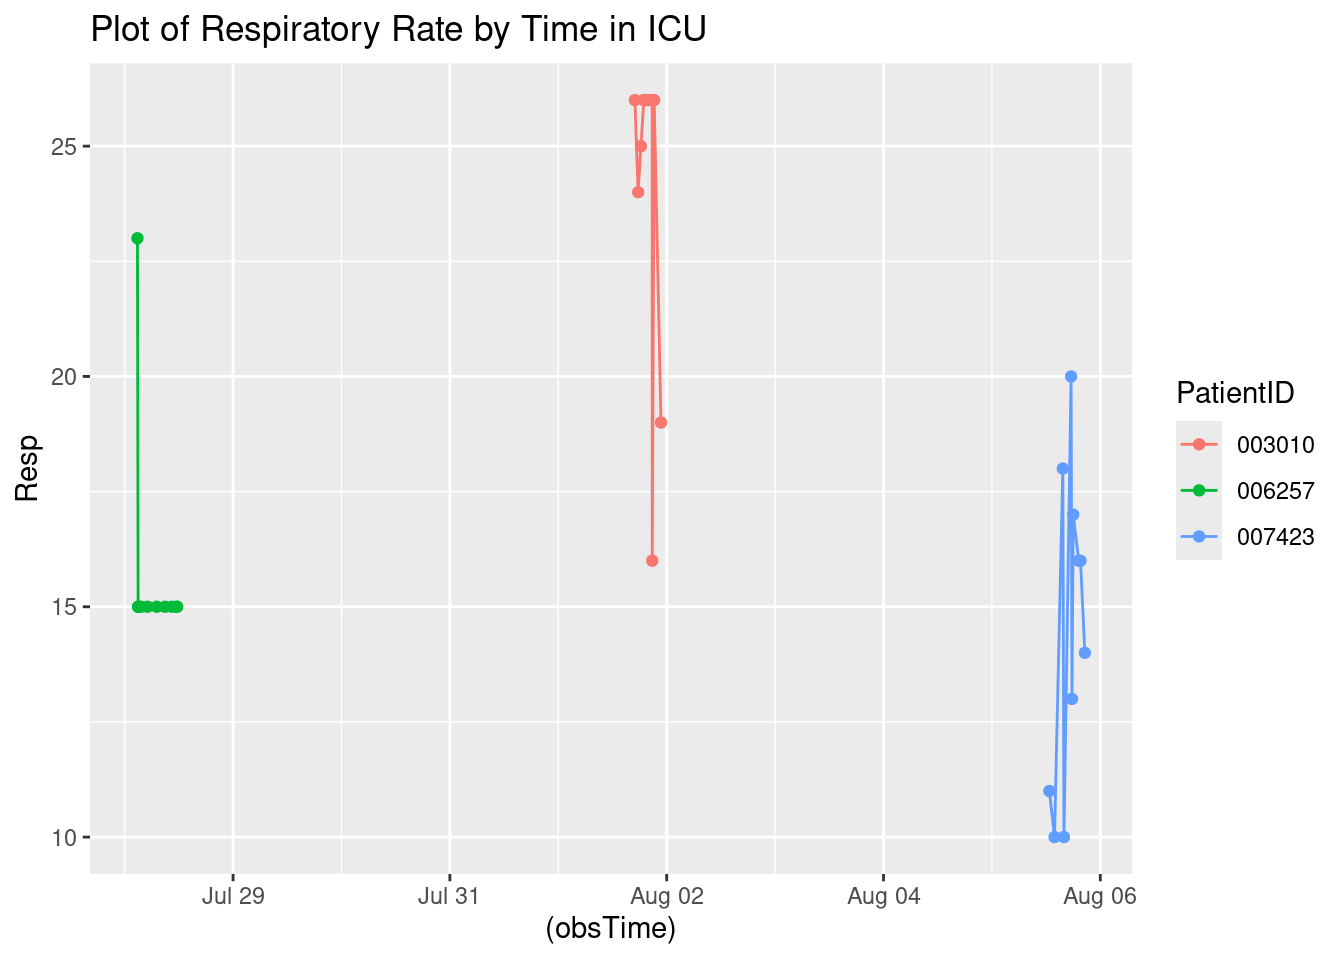 Plot of Respiratory Rate by Time in ICU
25
20
15
10
Resp
Jul 29
Jul 31
Aug 02
Aug 04
Aug 06
(obsTime)
PatientID
003010
006257
007423